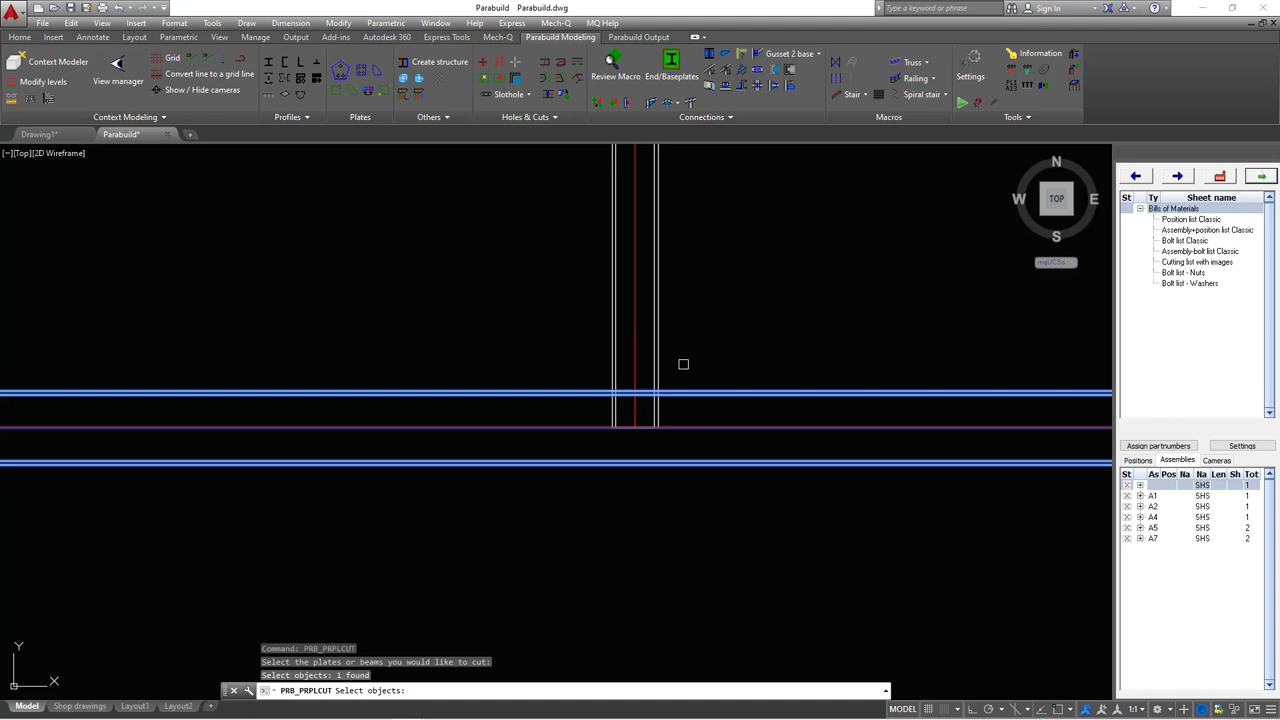 Parabuild Parabuild.dwg
Type a keyword or phrase
Sign In
File Edit View Insert Format Tools Draw Dimension Modify Parametric Window Help Express Mech-Q MQ Help
Home Insert Annotate Layout Parametric View Manage Output Add-ins Autodesk 360 Express Tools Mech-Q Parabuild Modeling Parabuild Output
Context Modeler
Modify levels
View manager
Grid
Convert line to a grid line
Show / Hide cameras
Create structure
Slothole
Review Macro
End/Baseplates
Gusset 2 base
Truss
Railing
Stair
Spiral stair
Settings
Information
Context Modeling Profiles Plates Others Holes & Cuts Connections Macros Tools
Drawing1* Parabuild*
[−][Top][2D Wireframe]
N
W TOP E
S
mqUCSs
St Ty Sheet name
Bills of Materials
Position list Classic
Assembly+position list Classic
Bolt list Classic
Assembly-bolt list Classic
Cutting list with images
Bolt list - Nuts
Bolt list - Washers
Assign partnumbers Settings
Positions Assemblies Cameras
St As Pos Na Na Len Sh Tot
SHS 1
A1 SHS 1
A2 SHS 1
A4 SHS 1
A5 SHS 2
A7 SHS 2
Command: PRB_PRPLCUT
Select the plates or beams you would like to cut:
Select objects: 1 found
PRB_PRPLCUT Select objects:
Y
X
Model Shop drawings Layout1 Layout2 +
MODEL 1:1